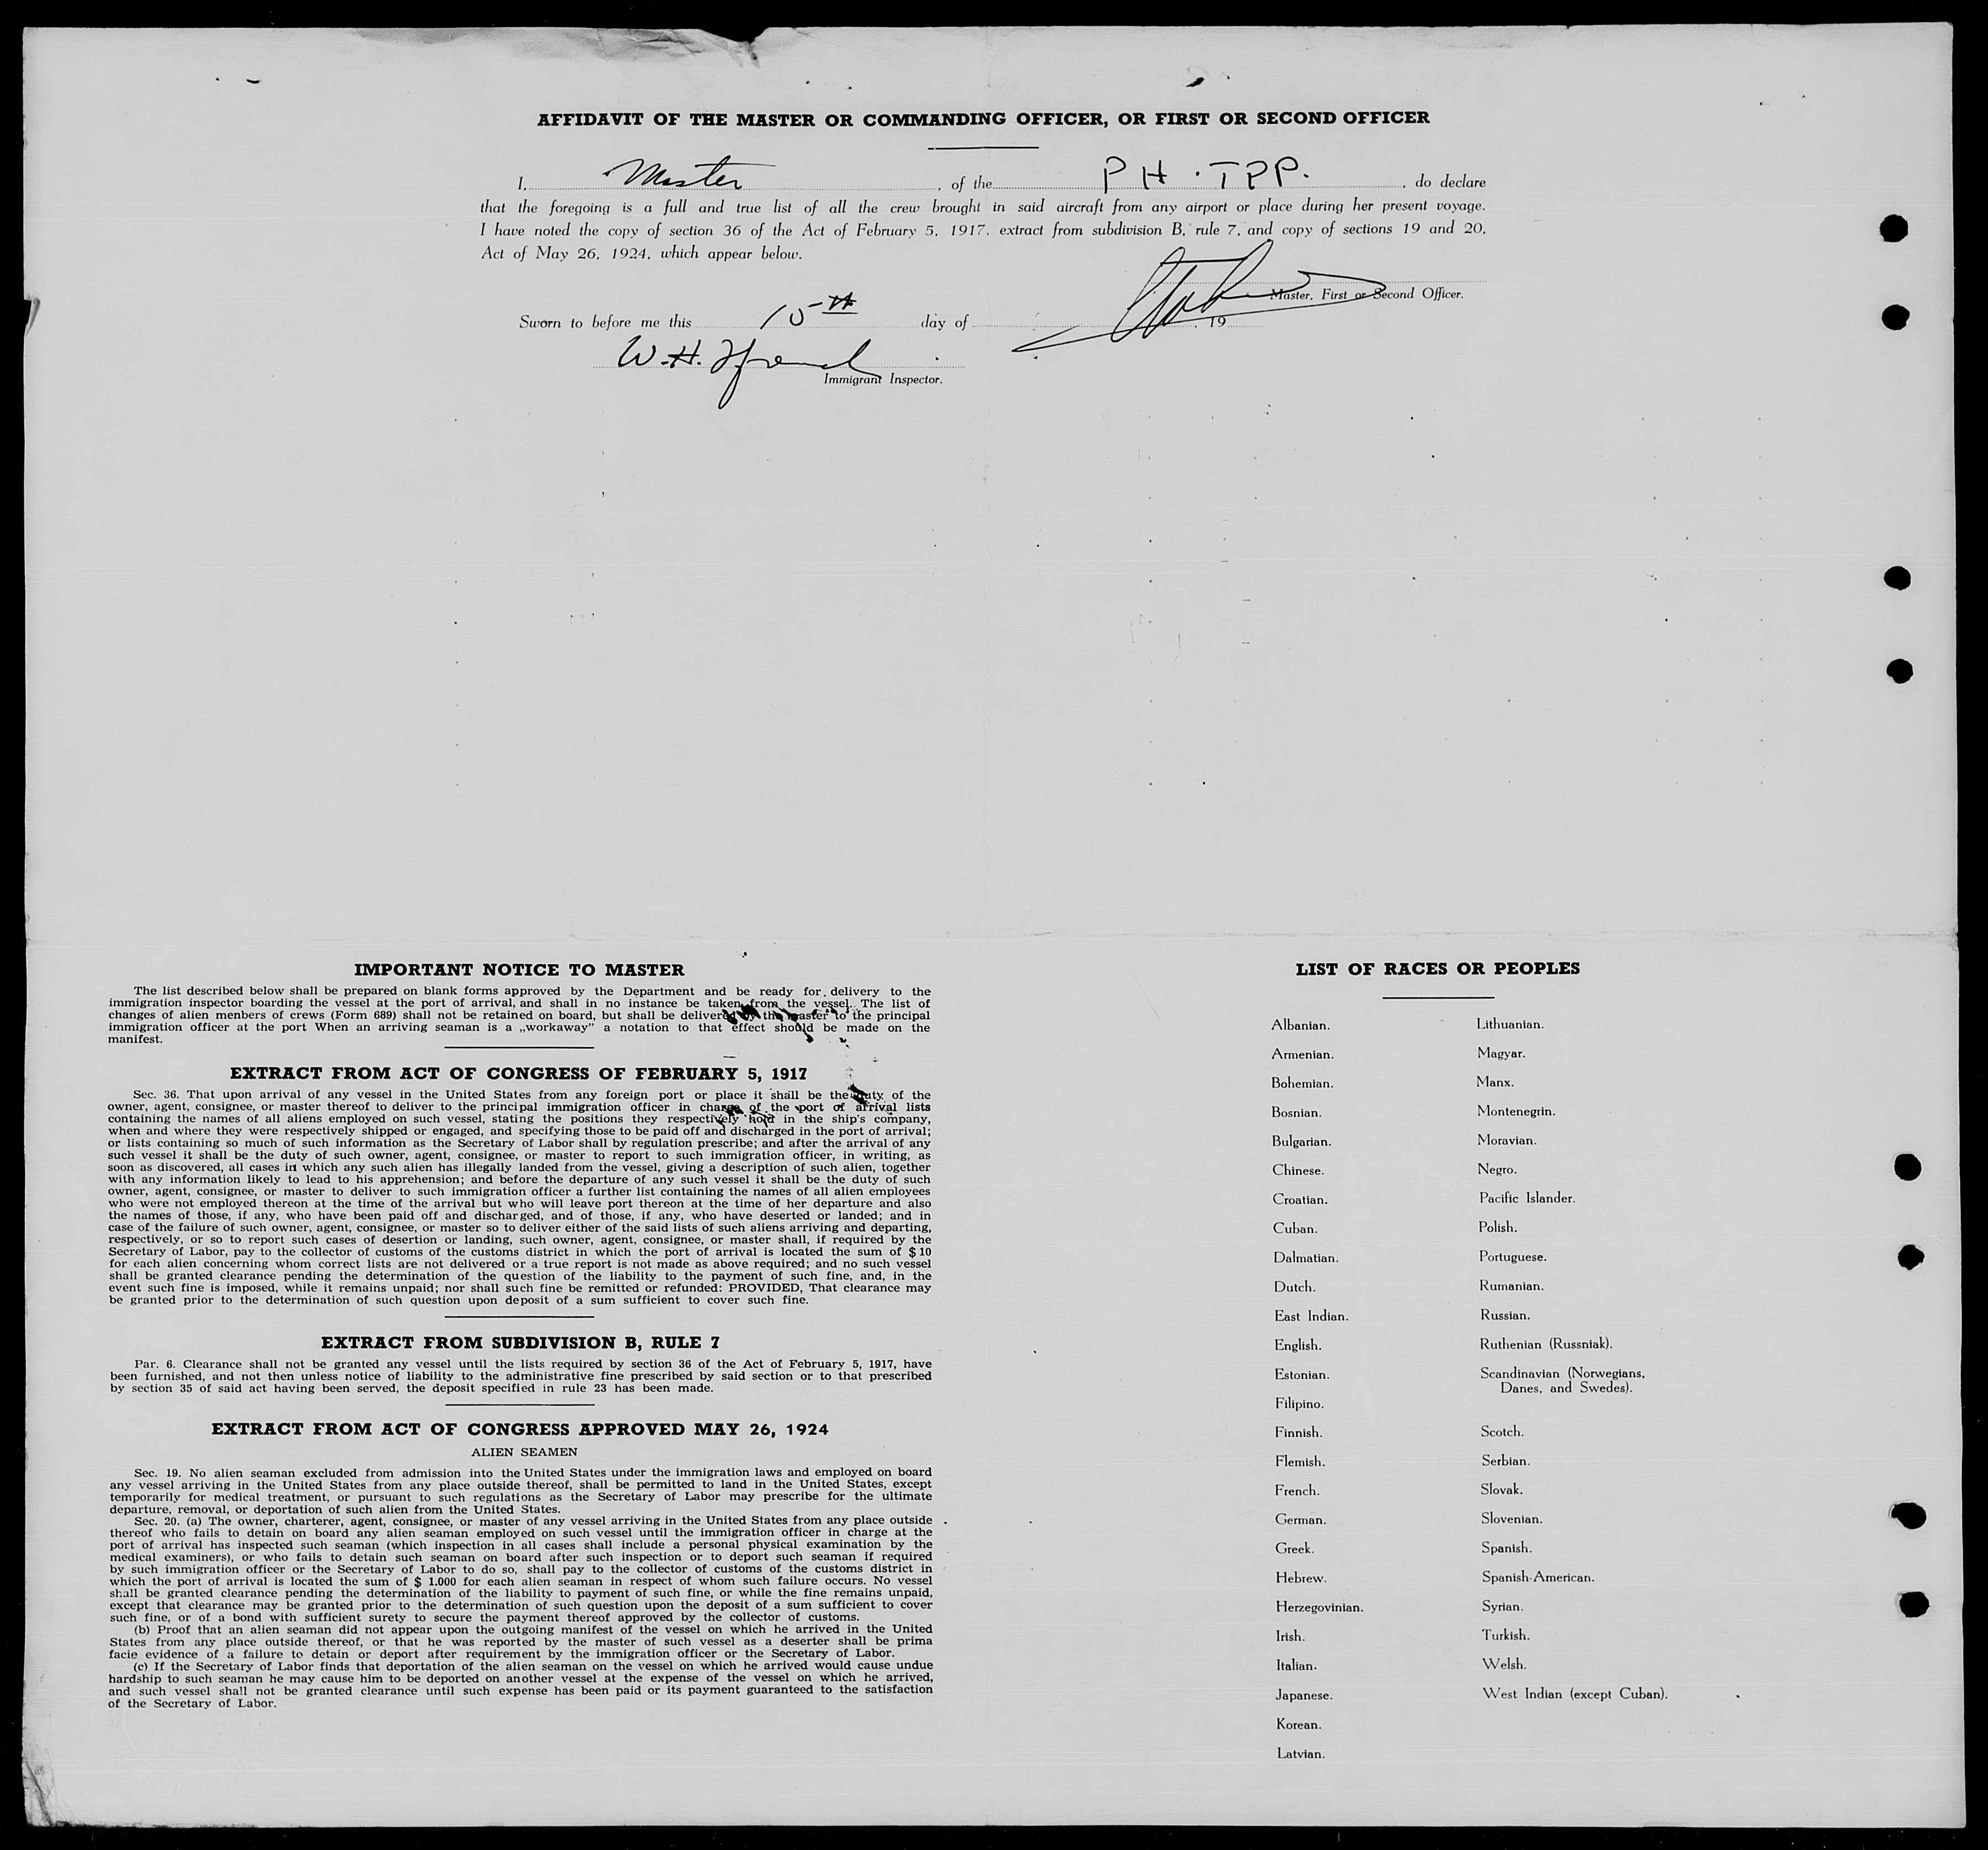 AFFIDAVIT OF THE MASTER OR COMMANDING OFFICER, OR FIRST OR SECOND OFFICER
I, Master , of the PH·TPP. , do declare
that the foregoing is a full and true list of all the crew brought in said aircraft from any airport or place during her present voyage.
I have noted the copy of section 36 of the Act of February 5, 1917, extract from subdivision B, rule 7, and copy of sections 19 and 20,
Act of May 26, 1924, which appear below.
Master, First or Second Officer.
Sworn to before me this 15th day of , 19
W.H.
Immigrant Inspector.
IMPORTANT NOTICE TO MASTER
The list described below shall be prepared on blank forms approved by the Department and be ready for delivery to the
immigration inspector boarding the vessel at the port of arrival, and shall in no instance be taken from the vessel. The list of
changes of alien menbers of crews (Form 689) shall not be retained on board, but shall be delivered by the master to the principal
immigration officer at the port When an arriving seaman is a „workaway" a notation to that effect should be made on the
manifest.
EXTRACT FROM ACT OF CONGRESS OF FEBRUARY 5, 1917
Sec. 36. That upon arrival of any vessel in the United States from any foreign port or place it shall be the duty of the
owner, agent, consignee, or master thereof to deliver to the principal immigration officer in charge of the port of arrival lists
containing the names of all aliens employed on such vessel, stating the positions they respectively hold in the ship's company,
when and where they were respectively shipped or engaged, and specifying those to be paid off and discharged in the port of arrival;
or lists containing so much of such information as the Secretary of Labor shall by regulation prescribe; and after the arrival of any
such vessel it shall be the duty of such owner, agent, consignee, or master to report to such immigration officer, in writing, as
soon as discovered, all cases in which any such alien has illegally landed from the vessel, giving a description of such alien, together
with any information likely to lead to his apprehension; and before the departure of any such vessel it shall be the duty of such
owner, agent, consignee, or master to deliver to such immigration officer a further list containing the names of all alien employees
who were not employed thereon at the time of the arrival but who will leave port thereon at the time of her departure and also
the names of those, if any, who have been paid off and discharged, and of those, if any, who have deserted or landed; and in
case of the failure of such owner, agent, consignee, or master so to deliver either of the said lists of such aliens arriving and departing,
respectively, or so to report such cases of desertion or landing, such owner, agent, consignee, or master shall, if required by the
Secretary of Labor, pay to the collector of customs of the customs district in which the port of arrival is located the sum of $ 10
for each alien concerning whom correct lists are not delivered or a true report is not made as above required; and no such vessel
shall be granted clearance pending the determination of the question of the liability to the payment of such fine, and, in the
event such fine is imposed, while it remains unpaid; nor shall such fine be remitted or refunded: PROVIDED, That clearance may
be granted prior to the determination of such question upon deposit of a sum sufficient to cover such fine.
EXTRACT FROM SUBDIVISION B, RULE 7
Par. 6. Clearance shall not be granted any vessel until the lists required by section 36 of the Act of February 5, 1917, have
been furnished, and not then unless notice of liability to the administrative fine prescribed by said section or to that prescribed
by section 35 of said act having been served, the deposit specified in rule 23 has been made.
EXTRACT FROM ACT OF CONGRESS APPROVED MAY 26, 1924
ALIEN SEAMEN
Sec. 19. No alien seaman excluded from admission into the United States under the immigration laws and employed on board
any vessel arriving in the United States from any place outside thereof, shall be permitted to land in the United States, except
temporarily for medical treatment, or pursuant to such regulations as the Secretary of Labor may prescribe for the ultimate
departure, removal, or deportation of such alien from the United States.
Sec. 20. (a) The owner, charterer, agent, consignee, or master of any vessel arriving in the United States from any place outside
thereof who fails to detain on board any alien seaman employed on such vessel until the immigration officer in charge at the
port of arrival has inspected such seaman (which inspection in all cases shall include a personal physical examination by the
medical examiners), or who fails to detain such seaman on board after such inspection or to deport such seaman if required
by such immigration officer or the Secretary of Labor to do so, shall pay to the collector of customs of the customs district in
which the port of arrival is located the sum of $ 1.000 for each alien seaman in respect of whom such failure occurs. No vessel
shall be granted clearance pending the determination of the liability to payment of such fine, or while the fine remains unpaid,
except that clearance may be granted prior to the determination of such question upon the deposit of a sum sufficient to cover
such fine, or of a bond with sufficient surety to secure the payment thereof approved by the collector of customs.
(b) Proof that an alien seaman did not appear upon the outgoing manifest of the vessel on which he arrived in the United
States from any place outside thereof, or that he was reported by the master of such vessel as a deserter shall be prima
facie evidence of a failure to detain or deport after requirement by the immigration officer or the Secretary of Labor.
(c) If the Secretary of Labor finds that deportation of the alien seaman on the vessel on which he arrived would cause undue
hardship to such seaman he may cause him to be deported on another vessel at the expense of the vessel on which he arrived,
and such vessel shall not be granted clearance until such expense has been paid or its payment guaranteed to the satisfaction
of the Secretary of Labor.
LIST OF RACES OR PEOPLES
Albanian.
Armenian.
Bohemian.
Bosnian.
Bulgarian.
Chinese.
Croatian.
Cuban.
Dalmatian.
Dutch.
East Indian.
English.
Estonian.
Filipino.
Finnish.
Flemish.
French.
German.
Greek.
Hebrew.
Herzegovinian.
Irish.
Italian.
Japanese.
Korean.
Latvian.
Lithuanian.
Magyar.
Manx.
Montenegrin.
Moravian.
Negro.
Pacific Islander.
Polish.
Portuguese.
Rumanian.
Russian.
Ruthenian (Russniak).
Scandinavian (Norwegians,
Danes, and Swedes).
Scotch.
Serbian.
Slovak.
Slovenian.
Spanish.
Spanish-American.
Syrian.
Turkish.
Welsh.
West Indian (except Cuban).